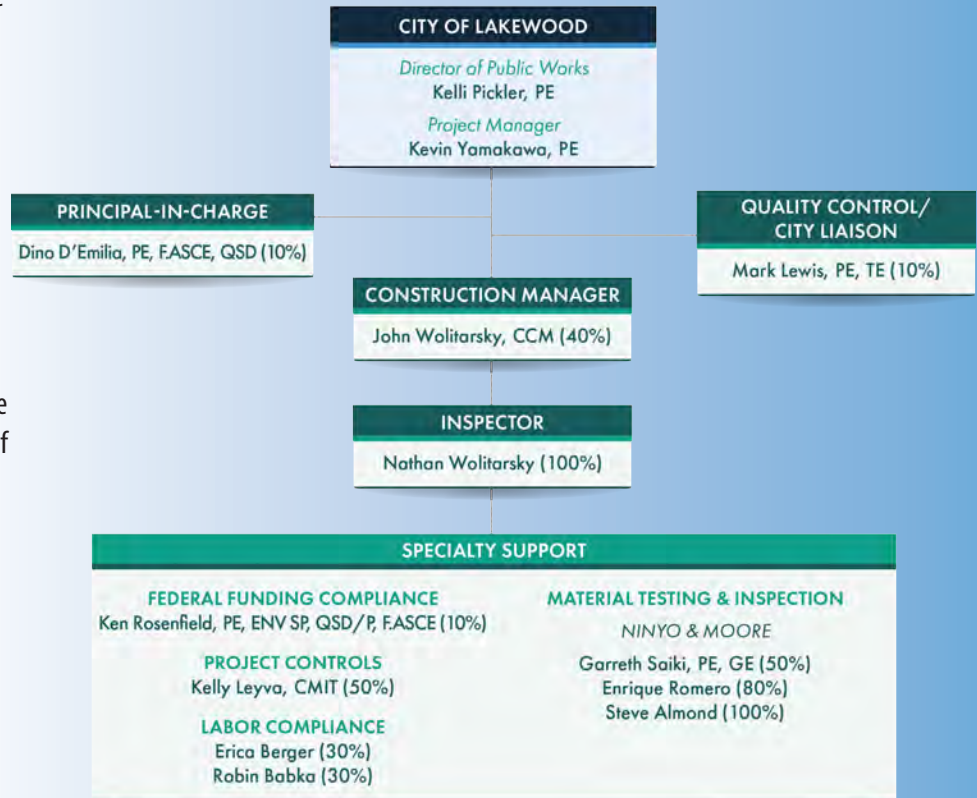 CITY OF LAKEWOOD
Director of Public Works
Kelli Pickler, PE
Project Manager
Kevin Yamakawa, PE
PRINCIPAL-IN-CHARGE
Dino D'Emilia, PE, F.ASCE, QSD (10%)
QUALITY CONTROL/
CITY LIAISON
Mark Lewis, PE, TE (10%)
CONSTRUCTION MANAGER
John Wolitarsky, CCM (40%)
e
f
INSPECTOR
Nathan Wolitarsky (100%)
SPECIALTY SUPPORT
FEDERAL FUNDING COMPLIANCE
Ken Rosenfield, PE, ENV SP, QSD/P, F.ASCE (10%)
PROJECT CONTROLS
Kelly Leyva, CMIT (50%)
LABOR COMPLIANCE
Erica Berger (30%)
Robin Babka (30%)
MATERIAL TESTING & INSPECTION
NINYO & MOORE
Garreth Saiki, PE, GE (50%)
Enrique Romero (80%)
Steve Almond (100%)